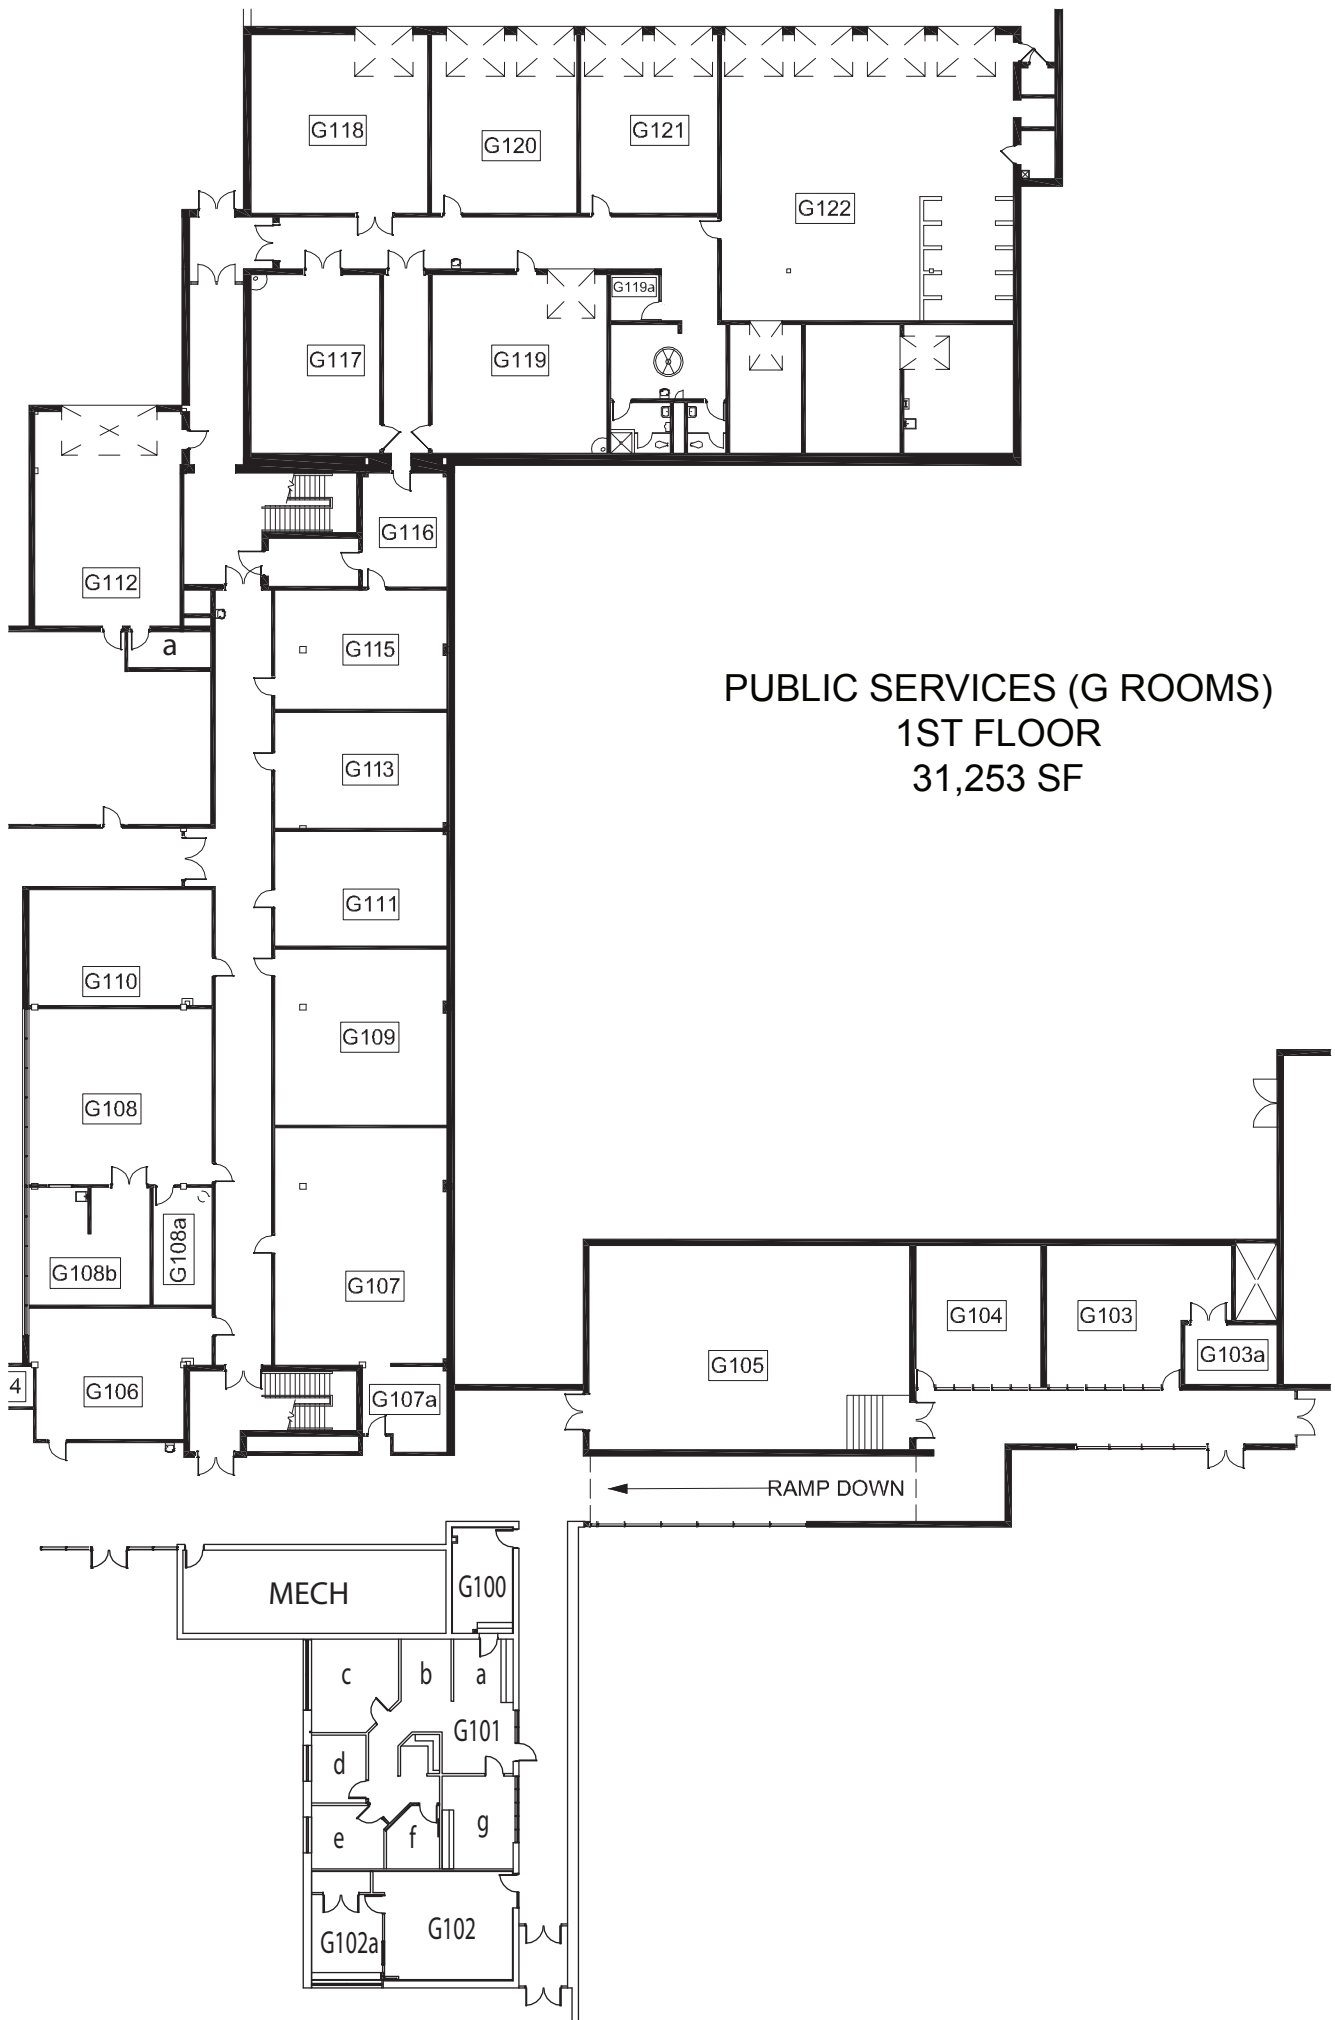 G118
G120
G121
G122
G119a
G117
G119
G116
G112
a
G115
PUBLIC SERVICES (G ROOMS)
1ST FLOOR
31,253 SF
G113
G111
G110
G109
G108
G108a
G108b
G107
G104
G103
G105
G103a
4
G106
G107a
RAMP DOWN
MECH
G100
c
b
a
G101
d
e
f
g
G102a
G102